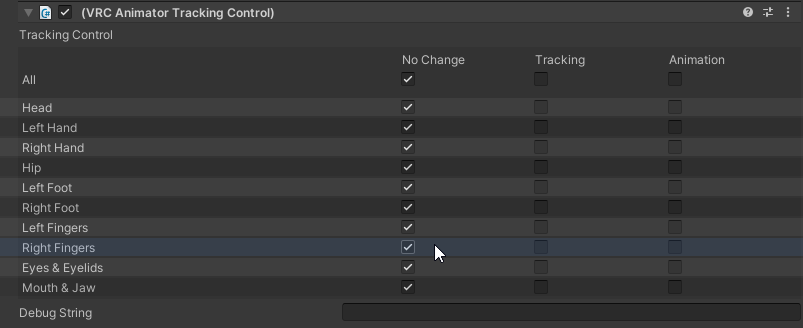 (VRC Animator Tracking Control)
Tracking Control
No Change Tracking Animation
All
Head
Left Hand
Right Hand
Hip
Left Foot
Right Foot
Left Fingers
Right Fingers
Eyes & Eyelids
Mouth & Jaw
Debug String